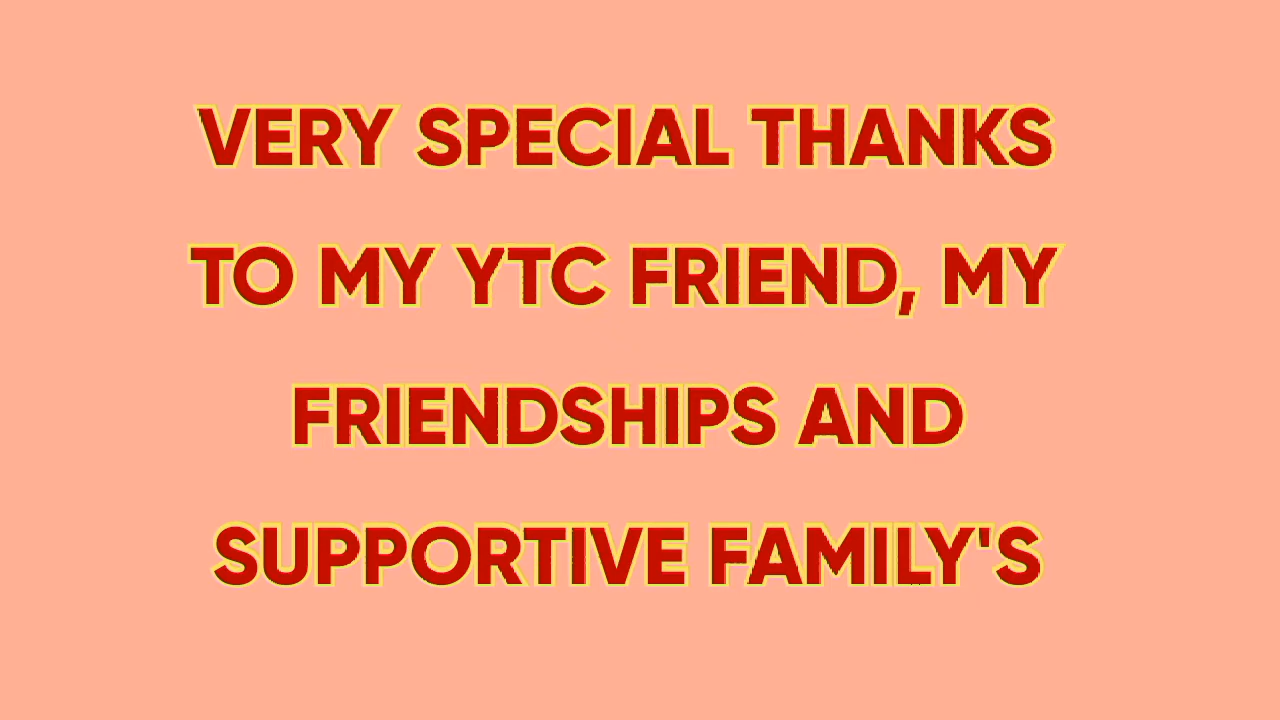 VERY SPECIAL THANKS
TO MY YTC FRIEND, MY
FRIENDSHIPS AND
SUPPORTIVE FAMILY'S